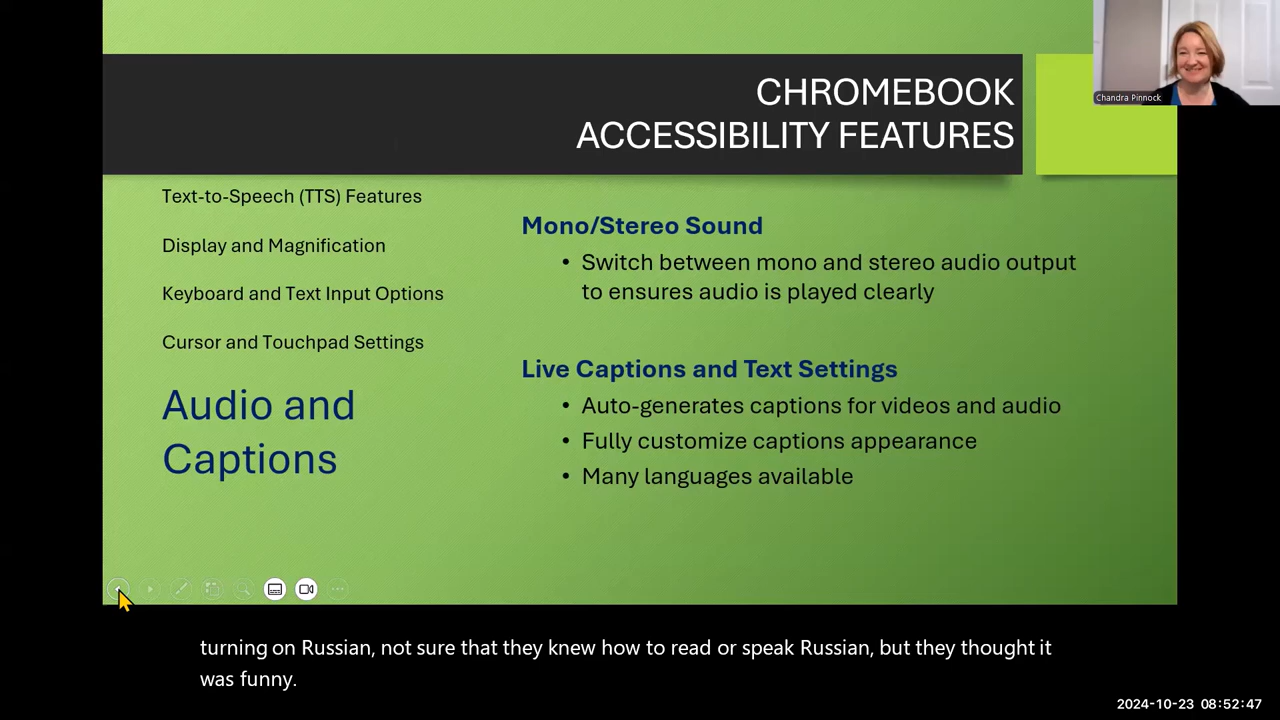 CHROMEBOOK
ACCESSIBILITY FEATURES
Chandra Pinnock
Text-to-Speech (TTS) Features
Display and Magnification
Keyboard and Text Input Options
Cursor and Touchpad Settings
Audio and
Captions
Mono/Stereo Sound
• Switch between mono and stereo audio output
to ensures audio is played clearly
Live Captions and Text Settings
• Auto-generates captions for videos and audio
• Fully customize captions appearance
• Many languages available
turning on Russian, not sure that they knew how to read or speak Russian, but they thought it
was funny.
2024-10-23 08:52:47